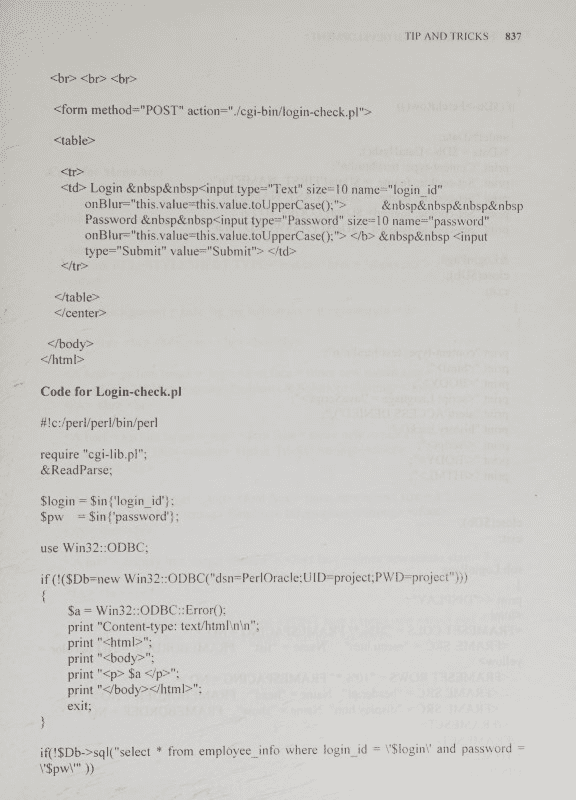 TIP AND TRICKS 837
<br> <br> <br>
<form method="POST" action="./cgi-bin/login-check.pl">
<table>
<tr>
<td> Login &nbsp&nbsp<input type="Text" size=10 name="login_id"
onBlur="this.value=this.value.toUpperCase();"> &nbsp&nbsp&nbsp&nbsp
Password &nbsp&nbsp<input type="Password" size=10 name="password"
onBlur="this.value=this.value.toUpperCase();"> </b> &nbsp&nbsp <input
type="Submit" value="Submit"> </td>
</tr>
</table>
</center>
</body>
</html>
Code for Login-check.pl
#!c:/perl/perl/bin/perl
require "cgi-lib.pl";
&ReadParse;
$login = $in{'login_id'};
$pw = $in{'password'};
use Win32::ODBC;
if (!($Db=new Win32::ODBC("dsn=PerlOracle;UID=project;PWD=project")))
{
$a = Win32::ODBC::Error();
print "Content-type: text/html\n\n";
print "<html>";
print "<body>";
print "<p> $a </p>";
print "</body></html>";
exit;
}
if(!$Db->sql("select * from employee_info where login_id = \'$login\' and password =
\'$pw\'" ))